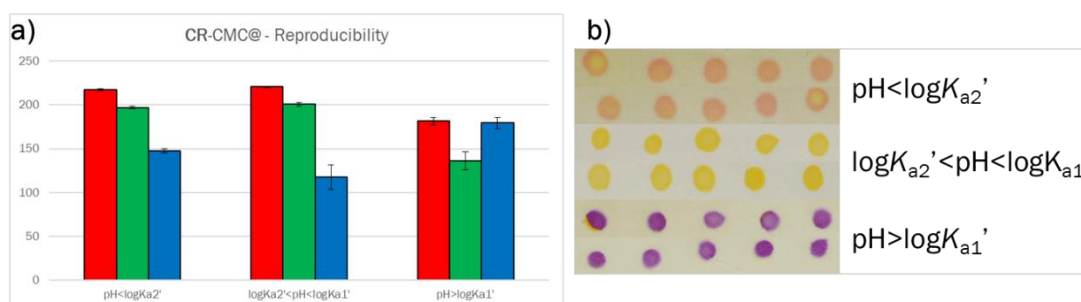 a)
CR-CMC@ - Reproducibility
250
200
150
100
50
0
pH<logKa2'
logKa2'<pH<logKa1'
pH>logKa1'
b)
pH<logKa2’
logKa2’<pH<logKa1
pH>logKa1’